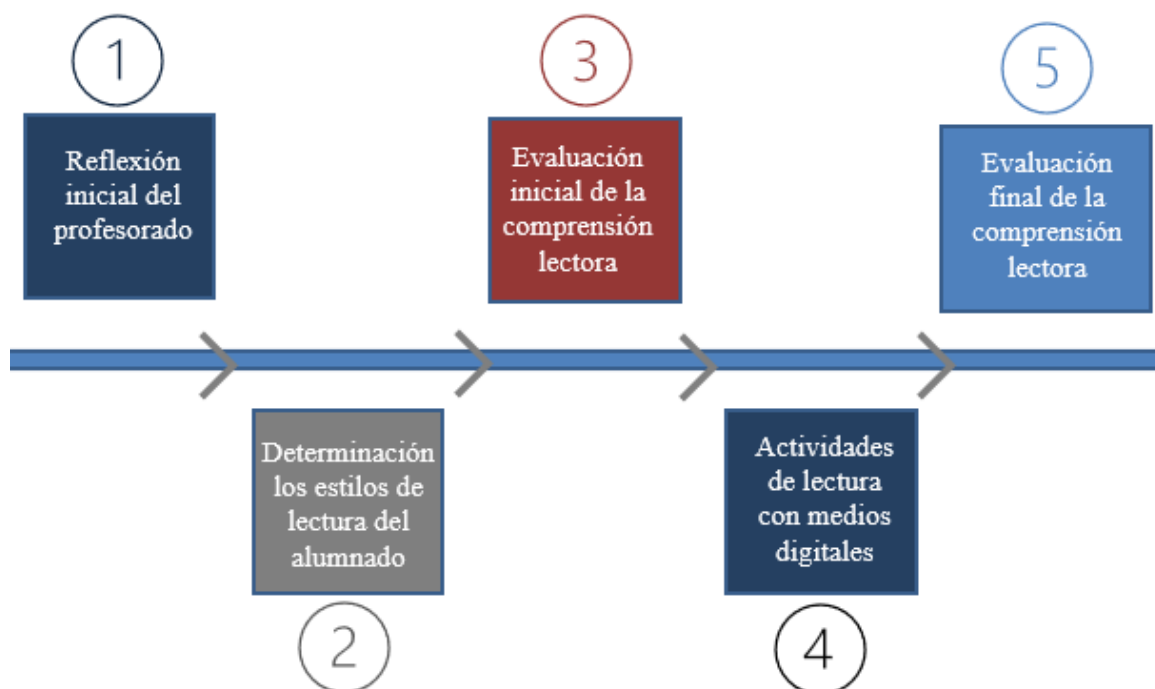 1
Reflexión
inicial del
profesorado
2
Determinación
los estilos de
lectura del
alumnado
3
Evaluación
inicial de la
comprensión
lectora
4
Actividades
de lectura
con medios
digitales
5
Evaluación
final de la
comprensión
lectora